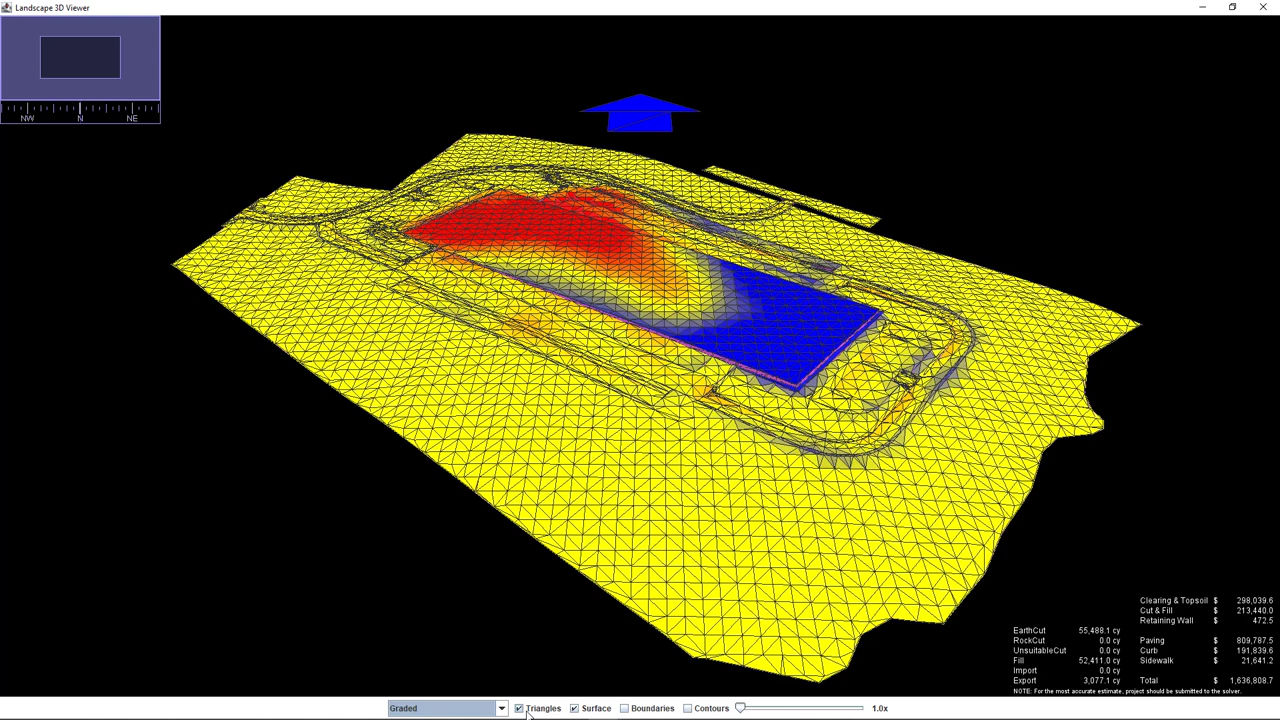 Landscape 3D Viewer
NW N NE
Clearing & Topsoil $ 298,039.6
Cut & Fill $ 213,440.0
Retaining Wall $ 472.5
EarthCut 55,488.1 cy
RockCut 0.0 cy Paving $ 809,787.5
UnsuitableCut 0.0 cy Curb $ 191,839.6
Fill 52,411.0 cy Sidewalk $ 21,641.2
Import 0.0 cy
Export 3,077.1 cy Total $ 1,636,808.7
NOTE: For the most accurate estimate, project should be submitted to the solver.
Graded Triangles Surface Boundaries Contours 1.0x